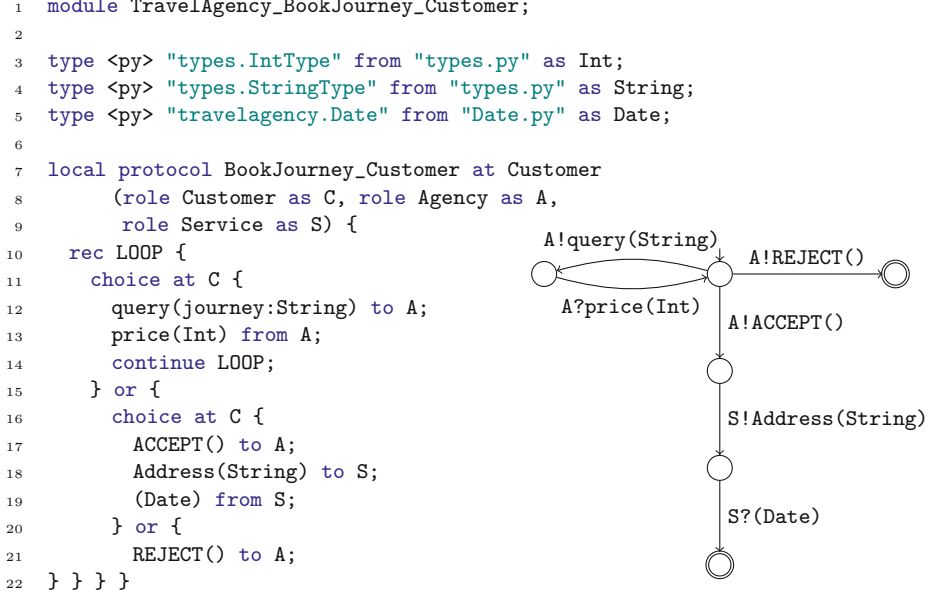 1 module TravelAgency_BookJourney_Customer;
2
3 type <py> "types.IntType" from "types.py" as Int;
4 type <py> "types.StringType" from "types.py" as String;
5 type <py> "travelagency.Date" from "Date.py" as Date;
6
7 local protocol BookJourney_Customer at Customer
8 (role Customer as C, role Agency as A,
9 role Service as S) {
10 rec LOOP {
11 choice at C {
12 query(journey:String) to A;
13 price(Int) from A;
14 continue LOOP;
15 } or {
16 choice at C {
17 ACCEPT() to A;
18 Address(String) to S;
19 (Date) from S;
20 } or {
21 REJECT() to A;
22 } } } }
A!query(String)
A!REJECT()
A?price(Int)
A!ACCEPT()
S!Address(String)
S?(Date)